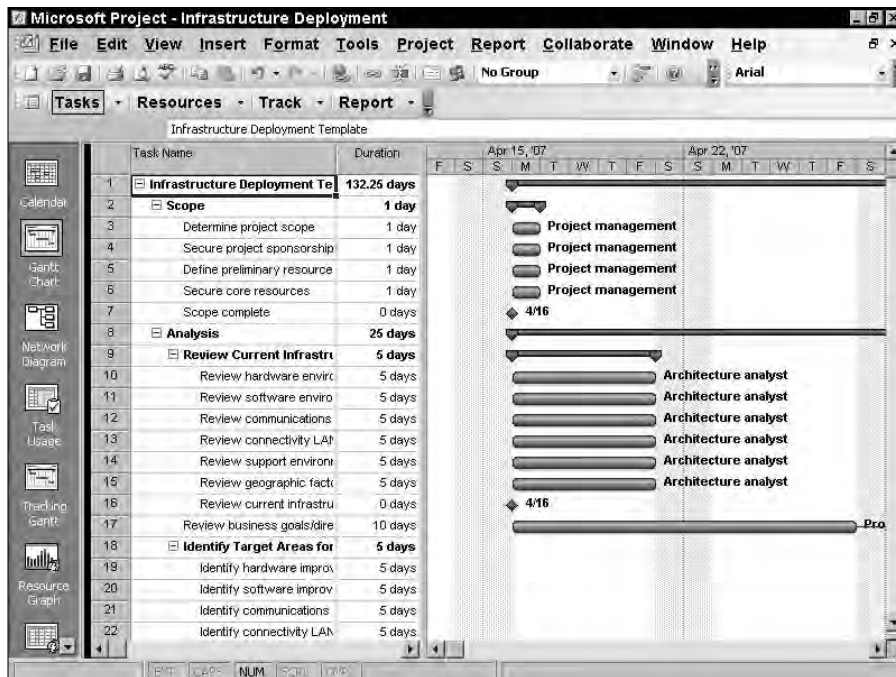 Microsoft Project - Infrastructure Deployment
File Edit View Insert Format Tools Project Report Collaborate Window Help
No Group Arial
Tasks Resources Track Report
Infrastructure Deployment Template
Task Name Duration Apr 15, '07 Apr 22, '07
F S S M T W T F S S M T W T F S
1 Infrastructure Deployment Te 132.25 days
2 Scope 1 day
3 Determine project scope 1 day Project management
4 Secure project sponsorship 1 day Project management
5 Define preliminary resource 1 day Project management
6 Secure core resources 1 day Project management
7 Scope complete 0 days 4/16
8 Analysis 25 days
9 Review Current Infrastru 5 days
10 Review hardware enviro 5 days Architecture analyst
11 Review software enviro 5 days Architecture analyst
12 Review communications 5 days Architecture analyst
13 Review connectivity LAN 5 days Architecture analyst
14 Review support environr 5 days Architecture analyst
15 Review geographic facto 5 days Architecture analyst
16 Review current infrastru 0 days 4/16
17 Review business goals/dire 10 days Pro
18 Identify Target Areas for 5 days
19 Identify hardware improv 5 days
20 Identify software improv 5 days
21 Identify communications 5 days
22 Identify connectivity LAN 5 days
Calendar
Gantt Chart
Network Diagram
Task Usage
Tracking Gantt
Resource Graph
EXT CAPS NUM SCRL OVR